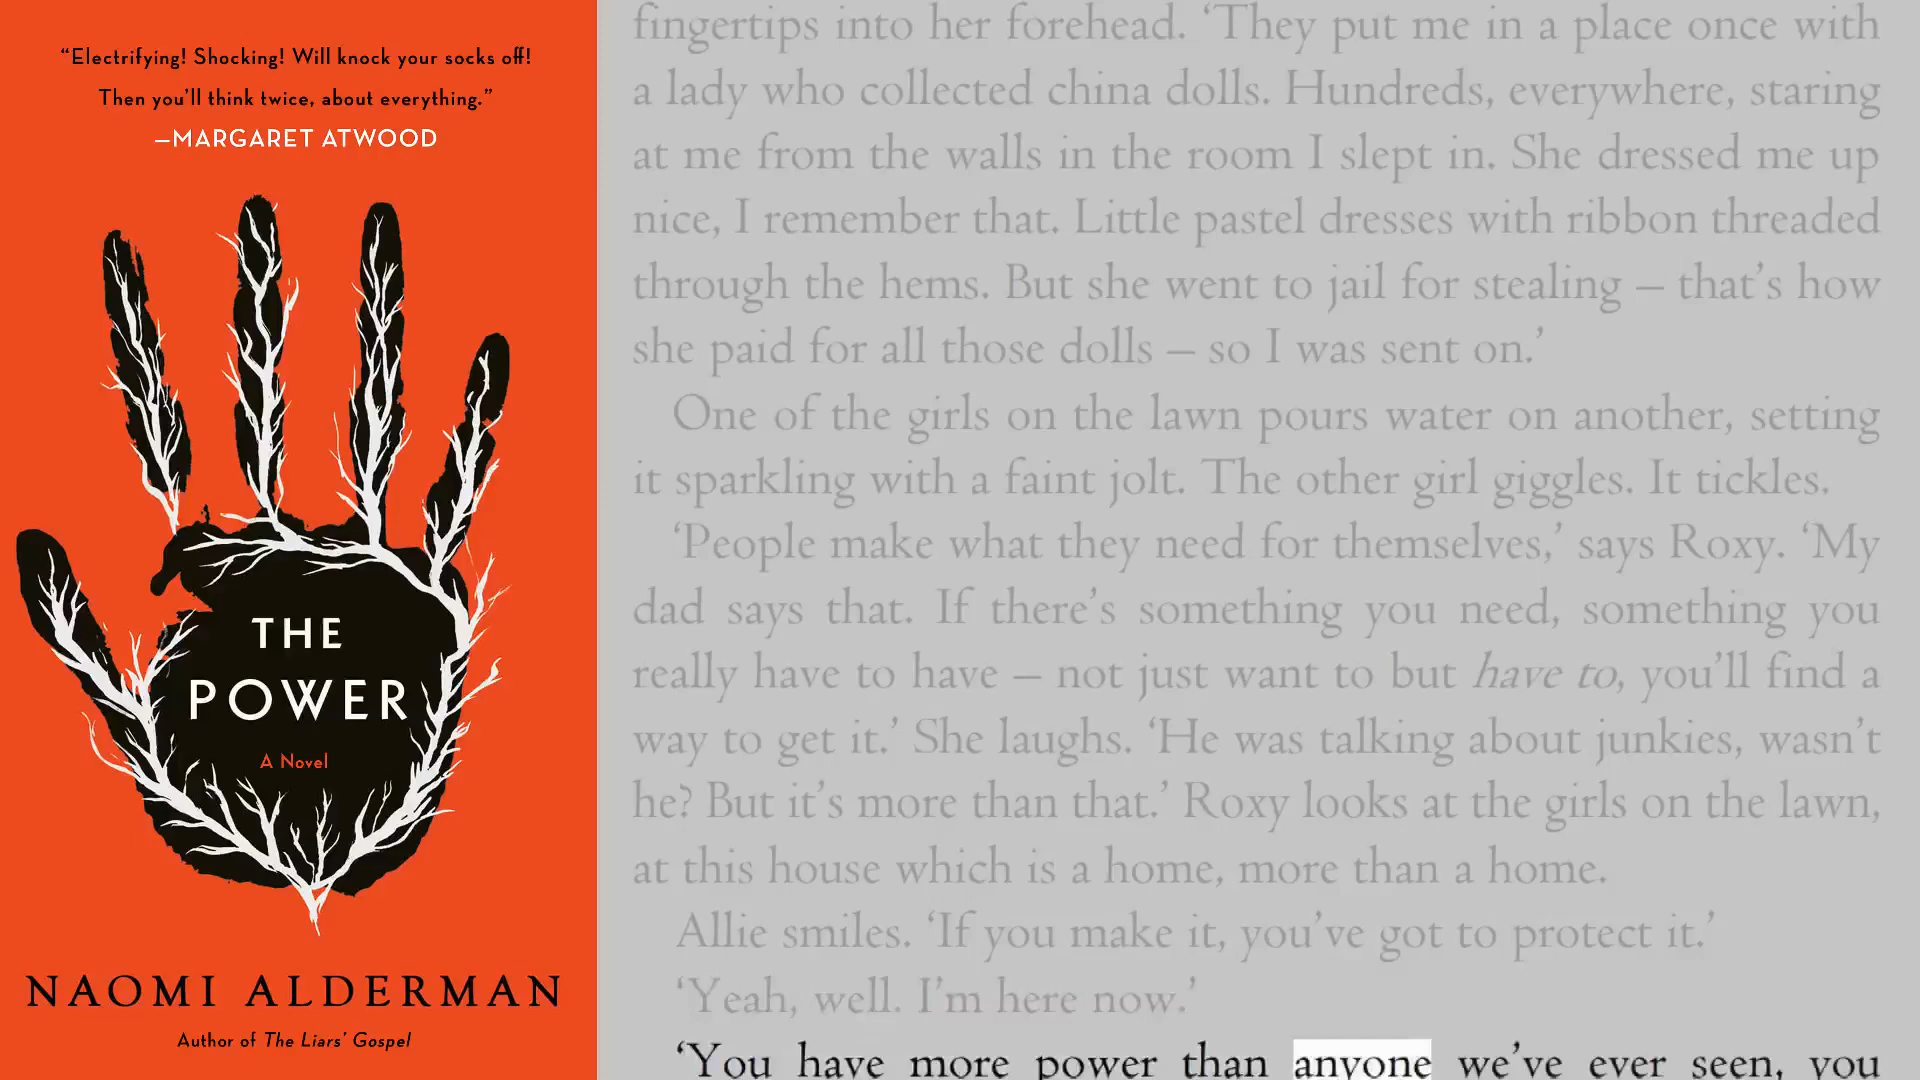 “Electrifying! Shocking! Will knock your socks off!
Then you’ll think twice, about everything.”
—MARGARET ATWOOD
THE
POWER
A Novel
NAOMI ALDERMAN
Author of The Liars’ Gospel
fingertips into her forehead. ‘They put me in a place once with
a lady who collected china dolls. Hundreds, everywhere, staring
at me from the walls in the room I slept in. She dressed me up
nice, I remember that. Little pastel dresses with ribbon threaded
through the hems. But she went to jail for stealing – that’s how
she paid for all those dolls – so I was sent on.’
One of the girls on the lawn pours water on another, setting
it sparkling with a faint jolt. The other girl giggles. It tickles.
‘People make what they need for themselves,’ says Roxy. ‘My
dad says that. If there’s something you need, something you
really have to have – not just want to but have to, you’ll find a
way to get it.’ She laughs. ‘He was talking about junkies, wasn’t
he? But it’s more than that.’ Roxy looks at the girls on the lawn,
at this house which is a home, more than a home.
Allie smiles. ‘If you make it, you’ve got to protect it.’
‘Yeah, well. I’m here now.’
‘You have more power than anyone we’ve ever seen, you